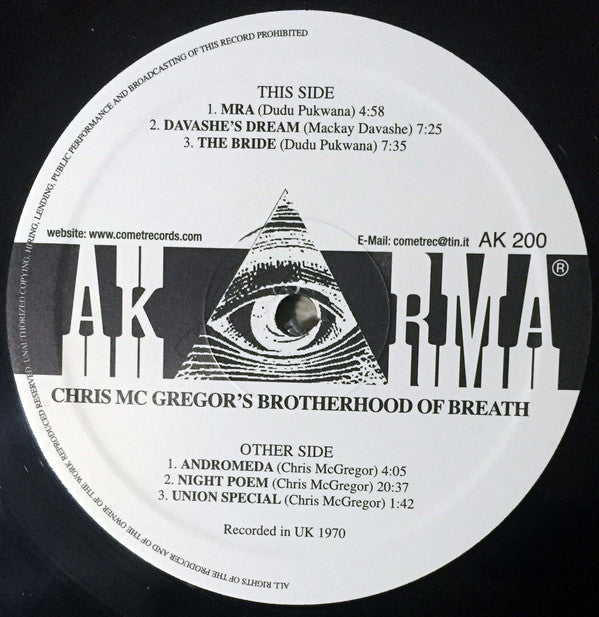 THIS SIDE
1. MRA (Dudu Pukwana) 4:58
2. DAVASHE'S DREAM (Mackay Davashe) 7:25
3. THE BRIDE (Dudu Pukwana) 7:35
website: www.cometrecords.com
E-Mail: cometrec@tin.it AK 200
AKARMA ®
CHRIS MC GREGOR'S BROTHERHOOD OF BREATH
OTHER SIDE
1. ANDROMEDA (Chris McGregor) 4:05
2. NIGHT POEM (Chris McGregor) 20:37
3. UNION SPECIAL (Chris McGregor) 1:42
Recorded in UK 1970
ALL RIGHTS OF THE PRODUCER AND OF THE OWNER OF THE WORK REPRODUCED RESERVED. UNAUTHORIZED COPYING, HIRING, LENDING, PUBLIC PERFORMANCE AND BROADCASTING OF THIS RECORD PROHIBITED